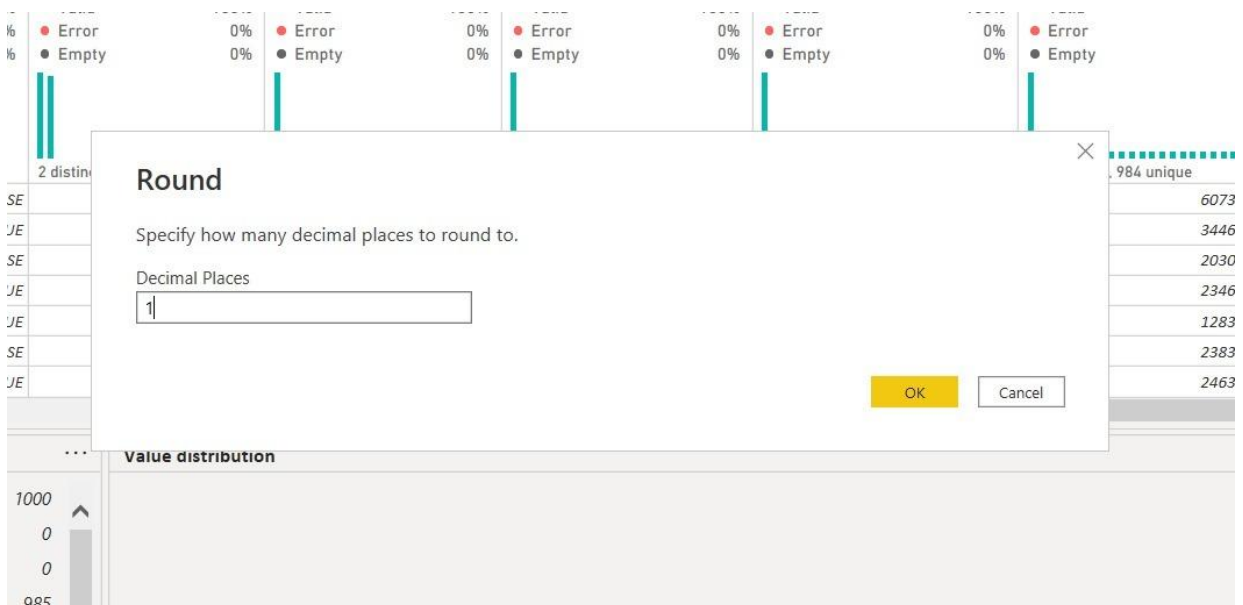 % Error 0% Error 0% Error 0% Error 0% Error
% Empty 0% Empty 0% Empty 0% Empty 0% Empty
2 distinc , 984 unique
Round
Specify how many decimal places to round to.
Decimal Places
1
OK Cancel
SE 6073
UE 3446
SE 2030
UE 2346
UE 1283
SE 2383
UE 2463
... Value distribution
1000
0
0
985